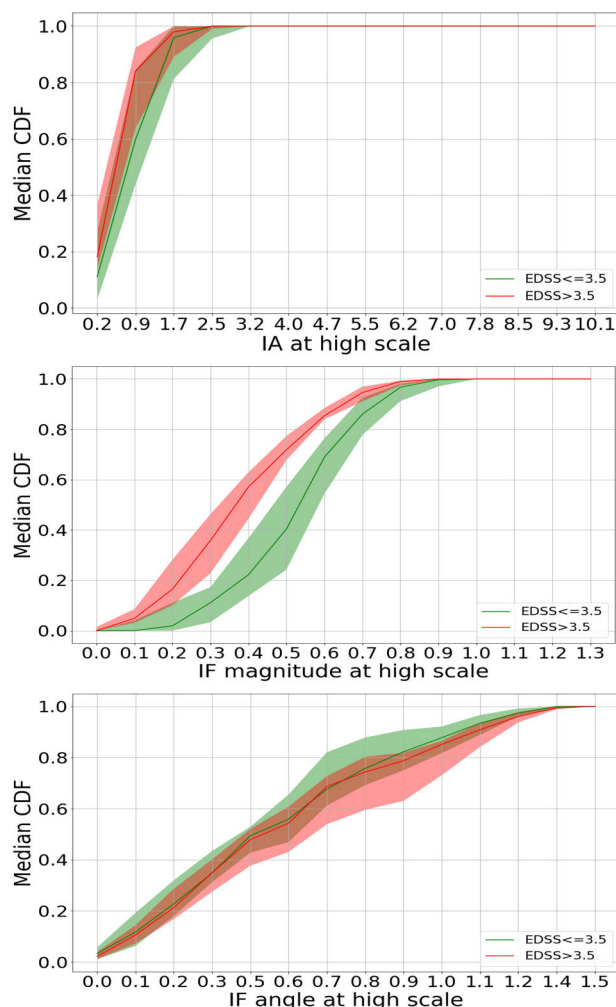 1.0
0.8
0.6
0.4
0.2
0.0
Median CDF
EDSS<=3.5
EDSS>3.5
0.2 0.9 1.7 2.5 3.2 4.0 4.7 5.5 6.2 7.0 7.8 8.5 9.3 10.1
IA at high scale
1.0
0.8
0.6
0.4
0.2
0.0
Median CDF
EDSS<=3.5
EDSS>3.5
0.0 0.1 0.2 0.3 0.4 0.5 0.6 0.7 0.8 0.9 1.0 1.1 1.1 1.3
IF magnitude at high scale
1.0
0.8
0.6
0.4
0.2
0.0
Median CDF
EDSS<=3.5
EDSS>3.5
0.0 0.1 0.2 0.3 0.5 0.6 0.7 0.8 0.9 1.0 1.1 1.2 1.4 1.5
IF angle at high scale